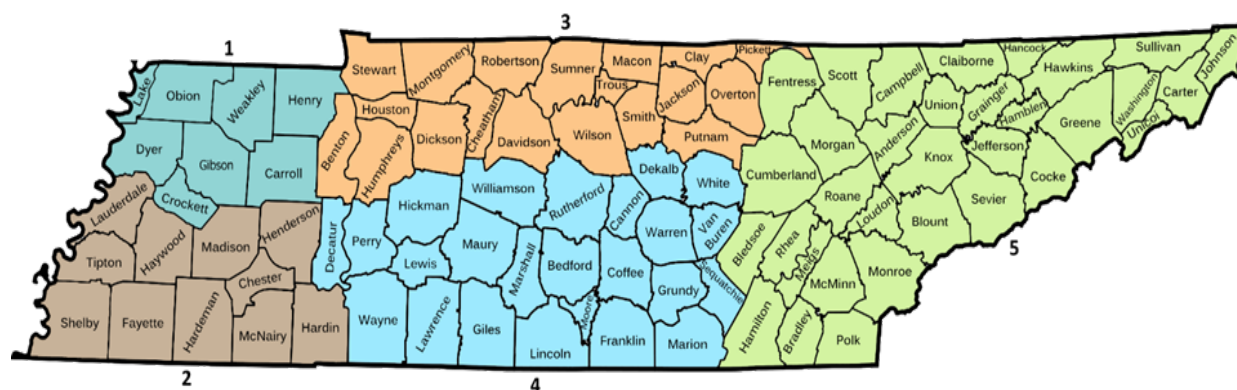 1
3
Lake
Obion
Weakley
Henry
Dyer
Gibson
Carroll
Crockett
Stewart
Montgomery
Robertson
Sumner
Macon
Trous
Clay
Pickett
Houston
Benton
Humphreys
Dickson
Cheatham
Davidson
Wilson
Smith
Jackson
Overton
Putnam
Fentress
Scott
Campbell
Claiborne
Hancock
Hawkins
Sullivan
Johnson
Carter
Washington
Unicoi
Greene
Hamblen
Grainger
Union
Anderson
Morgan
Cumberland
Roane
Knox
Jefferson
Cocke
Sevier
Blount
Loudon
Bledsoe
Rhea
Meigs
McMinn
Monroe
Hamilton
Bradley
Polk
5
Lauderdale
Haywood
Madison
Henderson
Tipton
Chester
Shelby
Fayette
Hardeman
McNairy
Hardin
2
Decatur
Perry
Hickman
Williamson
Rutherford
Cannon
Dekalb
White
Van
Buren
Warren
Lewis
Maury
Marshall
Bedford
Coffee
Grundy
Sequatchie
Wayne
Lawrence
Giles
Lincoln
Moore
Franklin
Marion
4